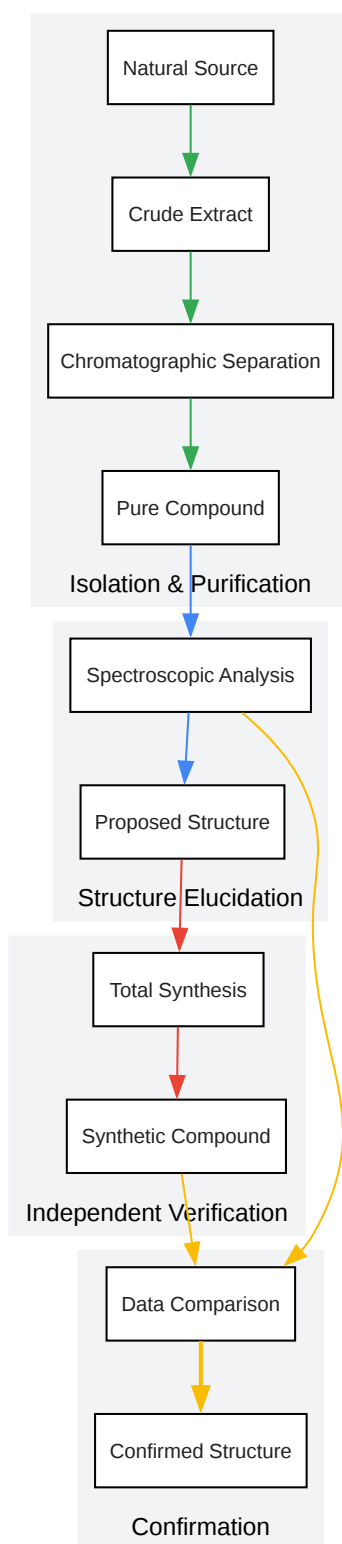 Natural Source
Crude Extract
Chromatographic Separation
Pure Compound
Isolation & Purification
Spectroscopic Analysis
Proposed Structure
Structure Elucidation
Total Synthesis
Synthetic Compound
Independent Verification
Data Comparison
Confirmed Structure
Confirmation